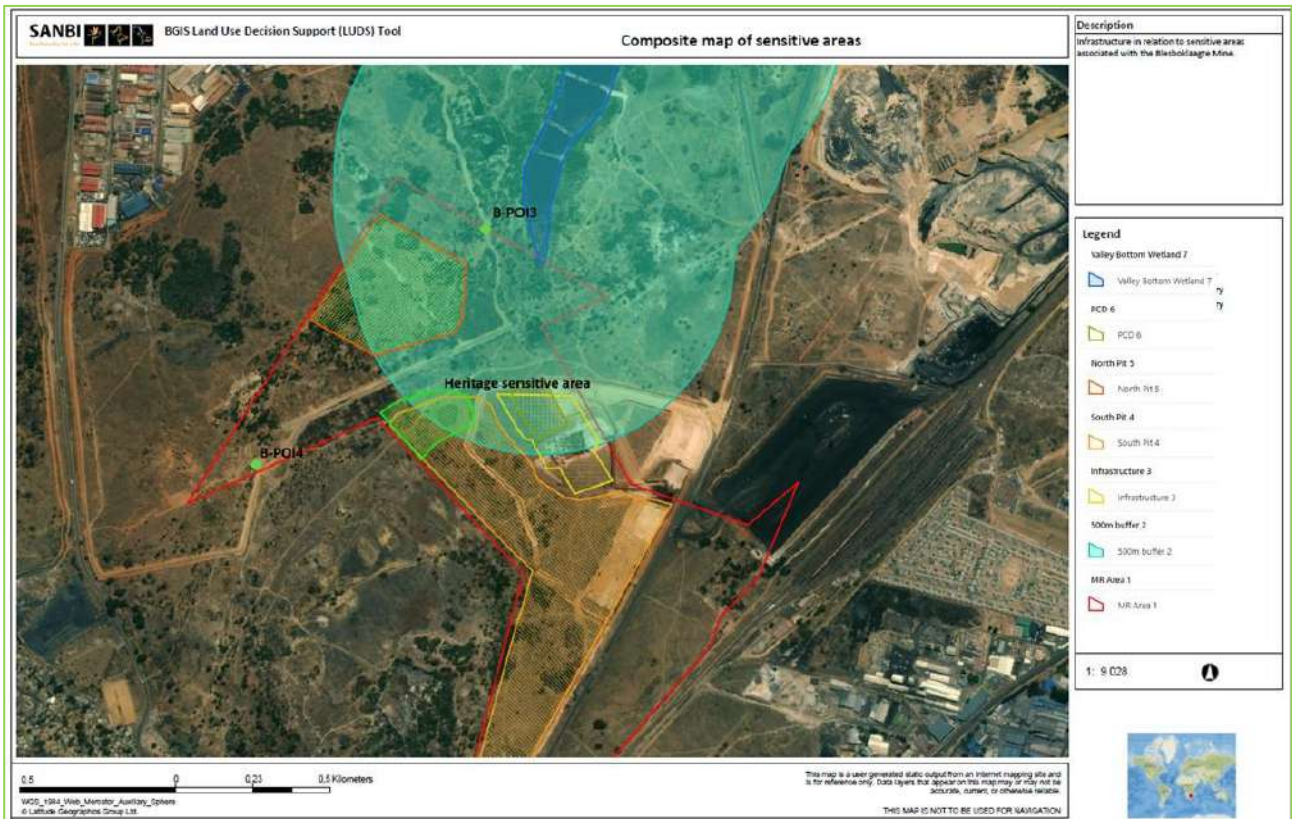 SANBI
BGIS Land Use Decision Support (LUDS) Tool
Composite map of sensitive areas
Description
Infrastructure in relation to sensitive areas
associated with the Blesboklaagte Mine.
B-POI3
Heritage sensitive area
B-POI4
Legend
Valley Bottom Wetland 7
Valley Bottom Wetland 7
ry
ry
PCD 6
PCD 6
North Pit 5
North Pit 5
South Pit 4
South Pit 4
Infrastructure 3
Infrastructure 3
500m buffer 2
500m buffer 2
MR Area 1
MR Area 1
1: 9 028
0.5 0 0,23 0.5 Kilometers
WGS_1984_Web_Mercator_Auxiliary_Sphere
© Latitude Geographics Group Ltd.
This map is a user generated static output from an Internet mapping site and
is for reference only. Data layers that appear on this map may or may not be
accurate, current, or otherwise reliable.
THIS MAP IS NOT TO BE USED FOR NAVIGATION